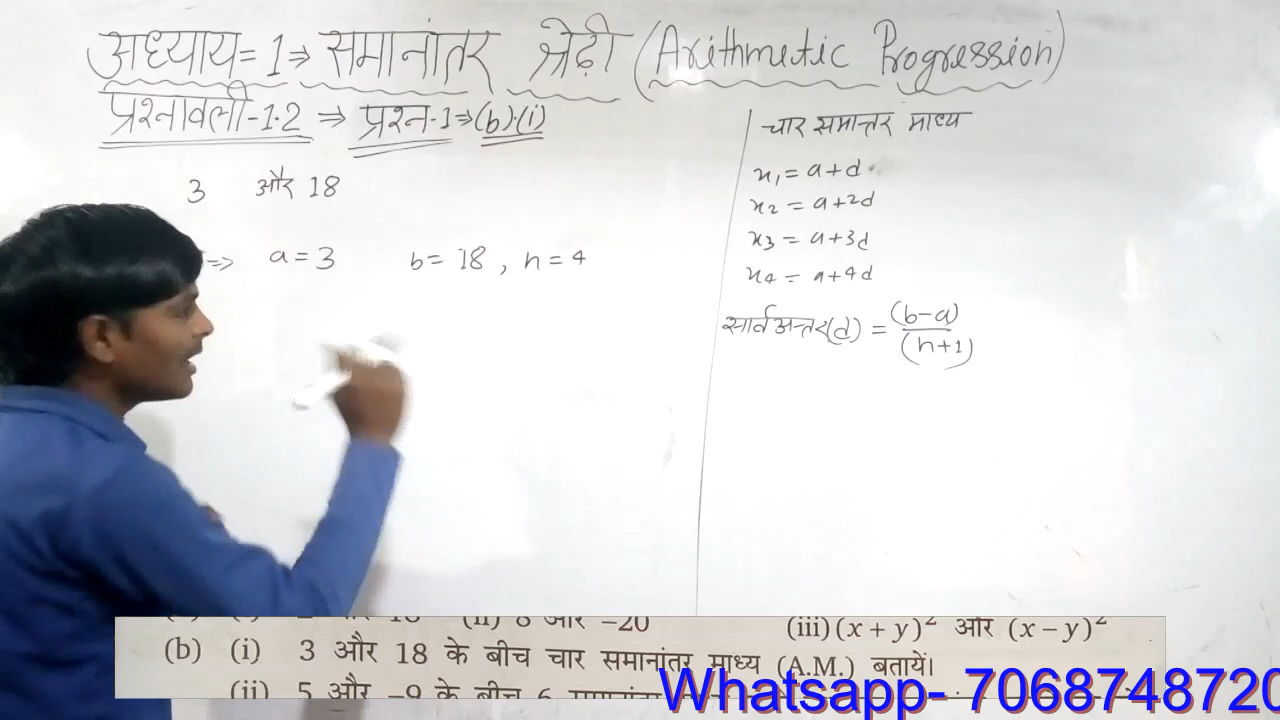 अध्याय=1⇒ समानांतर श्रेढ़ी (Arithmetic Progression)
प्रश्नावली-1.2 ⇒ प्रश्न-1⇒(b)·(i)
3 और 18
⇒ a=3 b= 18 , n = 4
चार समान्तर माध्य
x₁ = a+d
x₂ = a+2d
x₃ = a+3d
x₄ = a+4d
सार्वअन्तर(d) = (b-a)
(n+1)
(ii) 8 और −20 (iii) (x + y)² और (x − y)²
(b) (i) 3 और 18 के बीच चार समानांतर माध्य (A.M.) बतायें।
(ii) 5 और −9 के बीच 6
Whatsapp- 7068748720